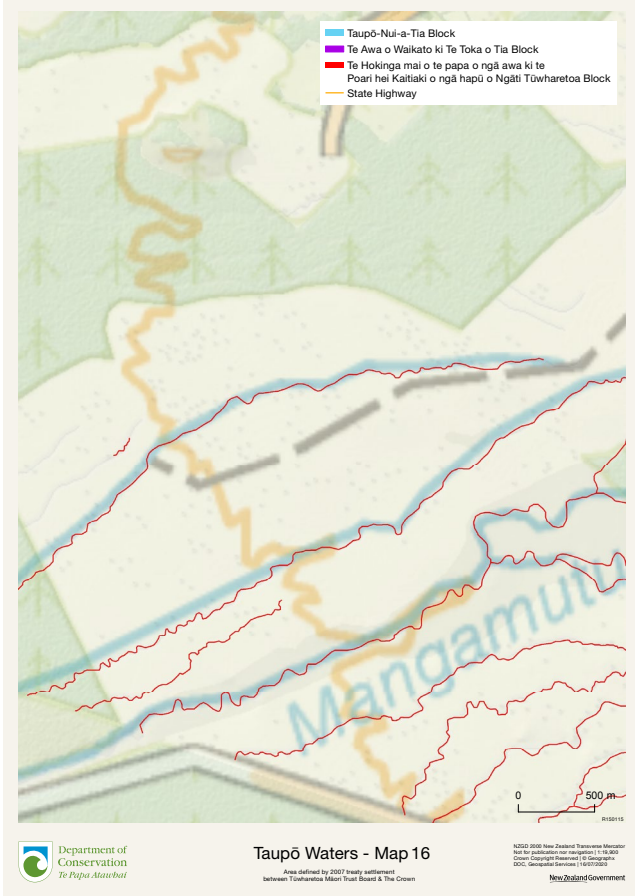 Taupō-Nui-a-Tia Block
Te Awa o Waikato ki Te Toka o Tia Block
Te Hokinga mai o te papa o ngā awa ki te
Poari hei Kaitiaki o ngā hapū o Ngāti Tūwharetoa Block
State Highway
Mangamutu
0 500 m
R150115
Department of
Conservation
Te Papa Atawhai
Taupō Waters - Map 16
Area defined by 2007 treaty settlement
between Tūwharetoa Māori Trust Board & The Crown
NZGD 2000 New Zealand Transverse Mercator
Not for publication nor navigation | 1:19,900
Crown Copyright Reserved | © Geographx
DOC, Geospatial Services | 16/07/2020
New Zealand Government